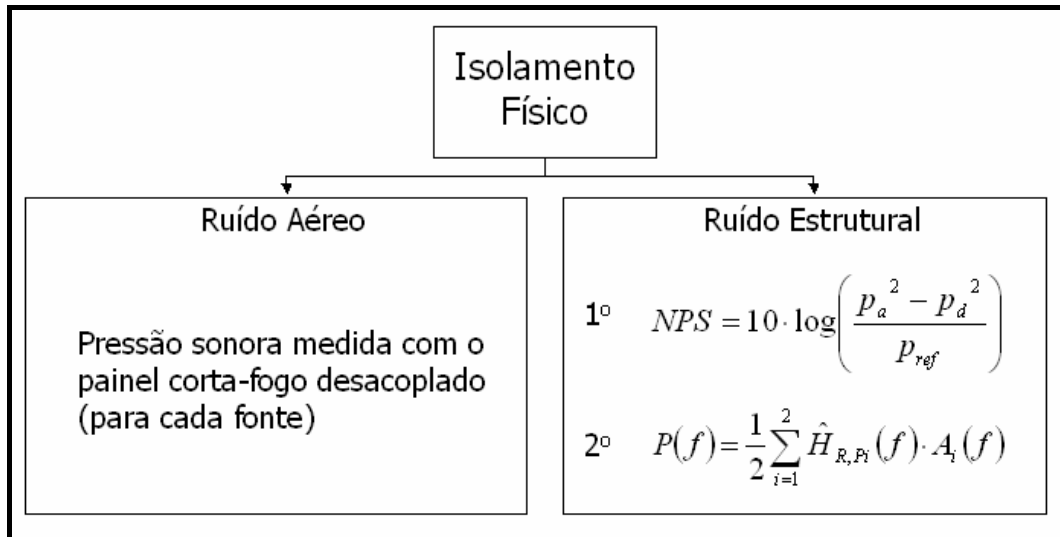 Isolamento
Físico
Ruído Aéreo
Pressão sonora medida com o
painel corta-fogo desacoplado
(para cada fonte)
Ruído Estrutural
1º NPS = 10 · log(（p_a² − p_d²) / p_ref)
2º P(f) = 1/2 ∑_{i=1}^{2} Ĥ_{R,Pi}(f) · A_i(f)